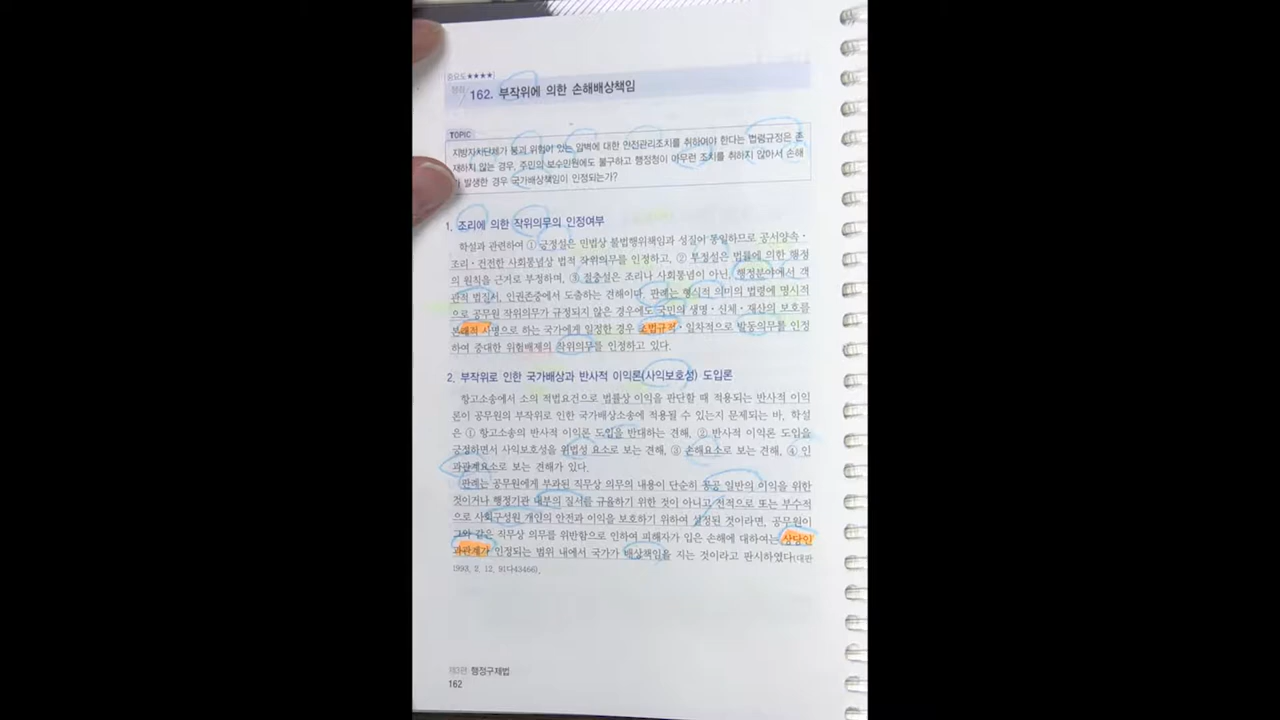 중요도★★★★
162. 부작위에 의한 손해배상책임
TOPIC
지방자치단체가 붕괴 위험이 있는 암벽에 대한 안전관리조치를 취하여야 한다는 법령규정은 존
재하지 않는 경우, 주민의 보수민원에도 불구하고 행정청이 아무런 조치를 취하지 않아서 손해
가 발생한 경우 국가배상책임이 인정되는가?
1. 조리에 의한 작위의무의 인정여부
학설과 관련하여 ① 긍정설은 민법상 불법행위책임과 성질이 동일하므로 공서양속·
조리·건전한 사회통념상 법적 작위의무를 인정하고, ② 부정설은 법률에 의한 행정
의 원칙을 근거로 부정하며, ③ 절충설은 조리나 사회통념이 아닌, 행정분야에서 객
관적 법질서, 인권존중에서 도출하는 견해이다. 판례는 형식적 의미의 법령에 명시적
으로 공무원 작위의무가 규정되지 않은 경우에도 국민의 생명·신체·재산의 보호를
본래적 사명으로 하는 국가에게 일정한 경우 초법규적·일차적으로 발동의무를 인정
하여 중대한 위험배제의 작위의무를 인정하고 있다.
2. 부작위로 인한 국가배상과 반사적 이익론(사익보호성) 도입론
항고소송에서 소의 적법요건으로 법률상 이익을 판단할 때 적용되는 반사적 이익
론이 공무원의 부작위로 인한 국가배상소송에 적용될 수 있는지 문제되는 바, 학설
은 ① 항고소송의 반사적 이익론 도입을 반대하는 견해, ② 반사적 이익론 도입을
긍정하면서 사익보호성을 위법성 요소로 보는 견해, ③ 손해요소로 보는 견해, ④ 인
과관계요소로 보는 견해가 있다.
판례는 공무원에게 부과된 직무상 의무의 내용이 단순히 공공 일반의 이익을 위한
것이거나 행정기관 내부의 질서를 규율하기 위한 것이 아니고 전적으로 또는 부수적
으로 사회구성원 개인의 안전과 이익을 보호하기 위하여 설정된 것이라면, 공무원이
그와 같은 직무상 의무를 위반함으로 인하여 피해자가 입은 손해에 대하여는 상당인
과관계가 인정되는 범위 내에서 국가가 배상책임을 지는 것이라고 판시하였다(대판
1993. 2. 12, 91다43466).
제3편 행정구제법
162